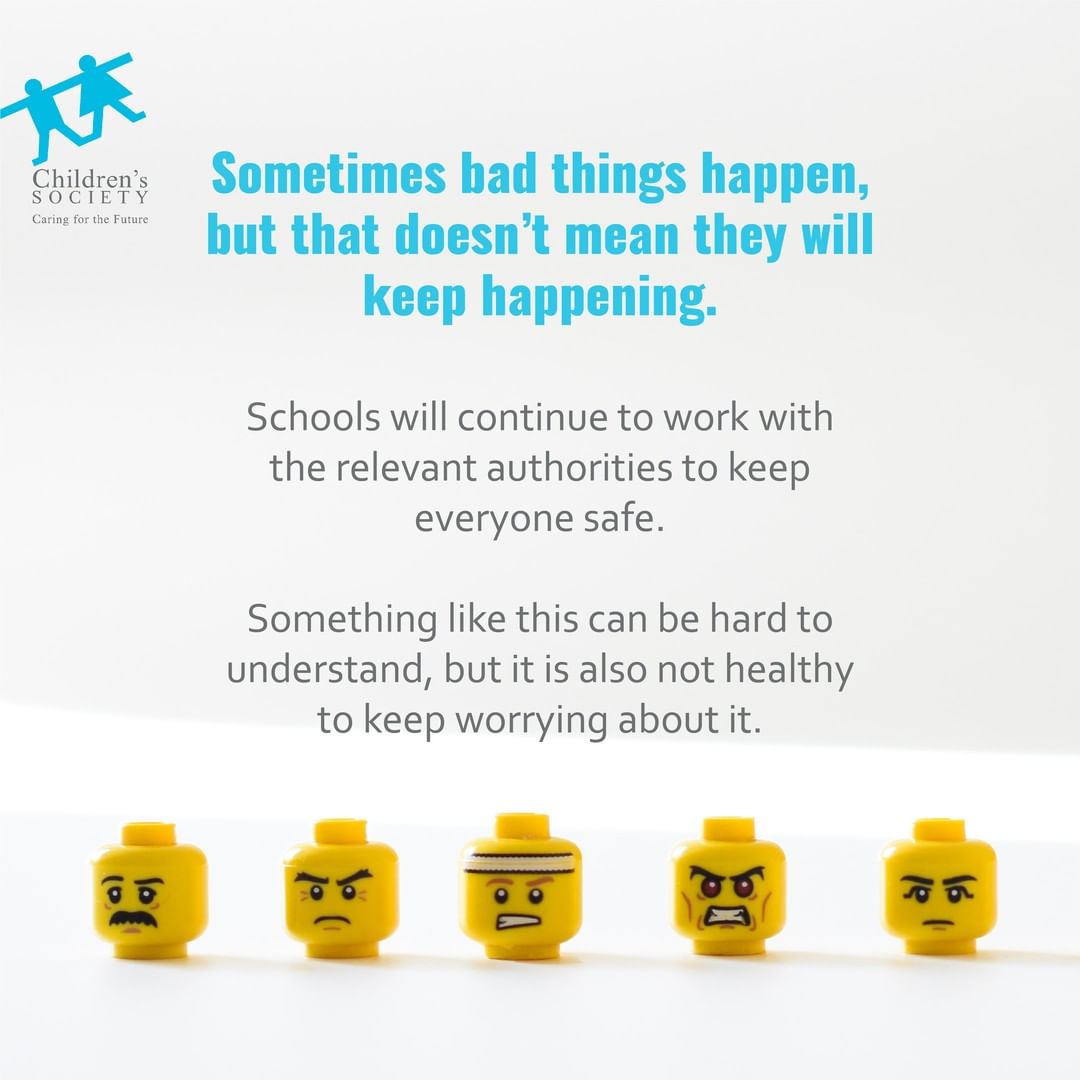 Children's
SOCIETY
Caring for the Future
Sometimes bad things happen,
but that doesn’t mean they will
keep happening.
Schools will continue to work with
the relevant authorities to keep
everyone safe.
Something like this can be hard to
understand, but it is also not healthy
to keep worrying about it.